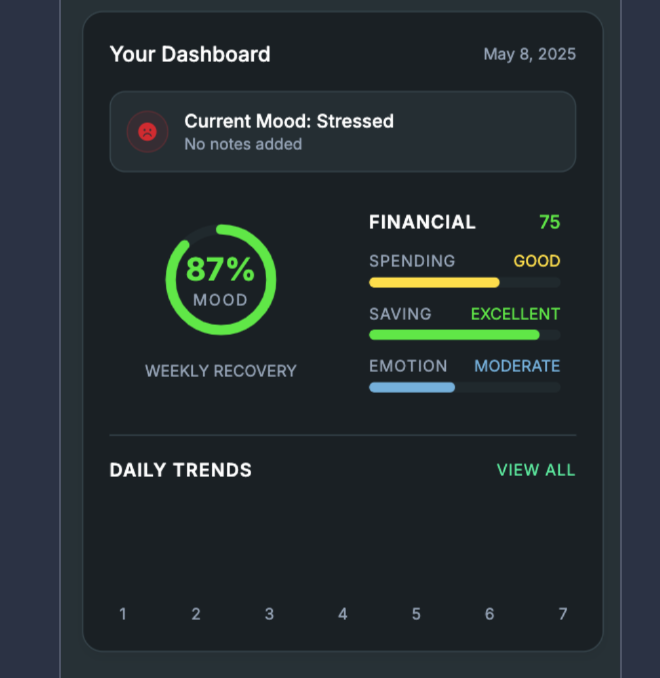 Your Dashboard
May 8, 2025
Current Mood: Stressed
No notes added
87%
MOOD
WEEKLY RECOVERY
FINANCIAL 75
SPENDING GOOD
SAVING EXCELLENT
EMOTION MODERATE
DAILY TRENDS
VIEW ALL
1 2 3 4 5 6 7